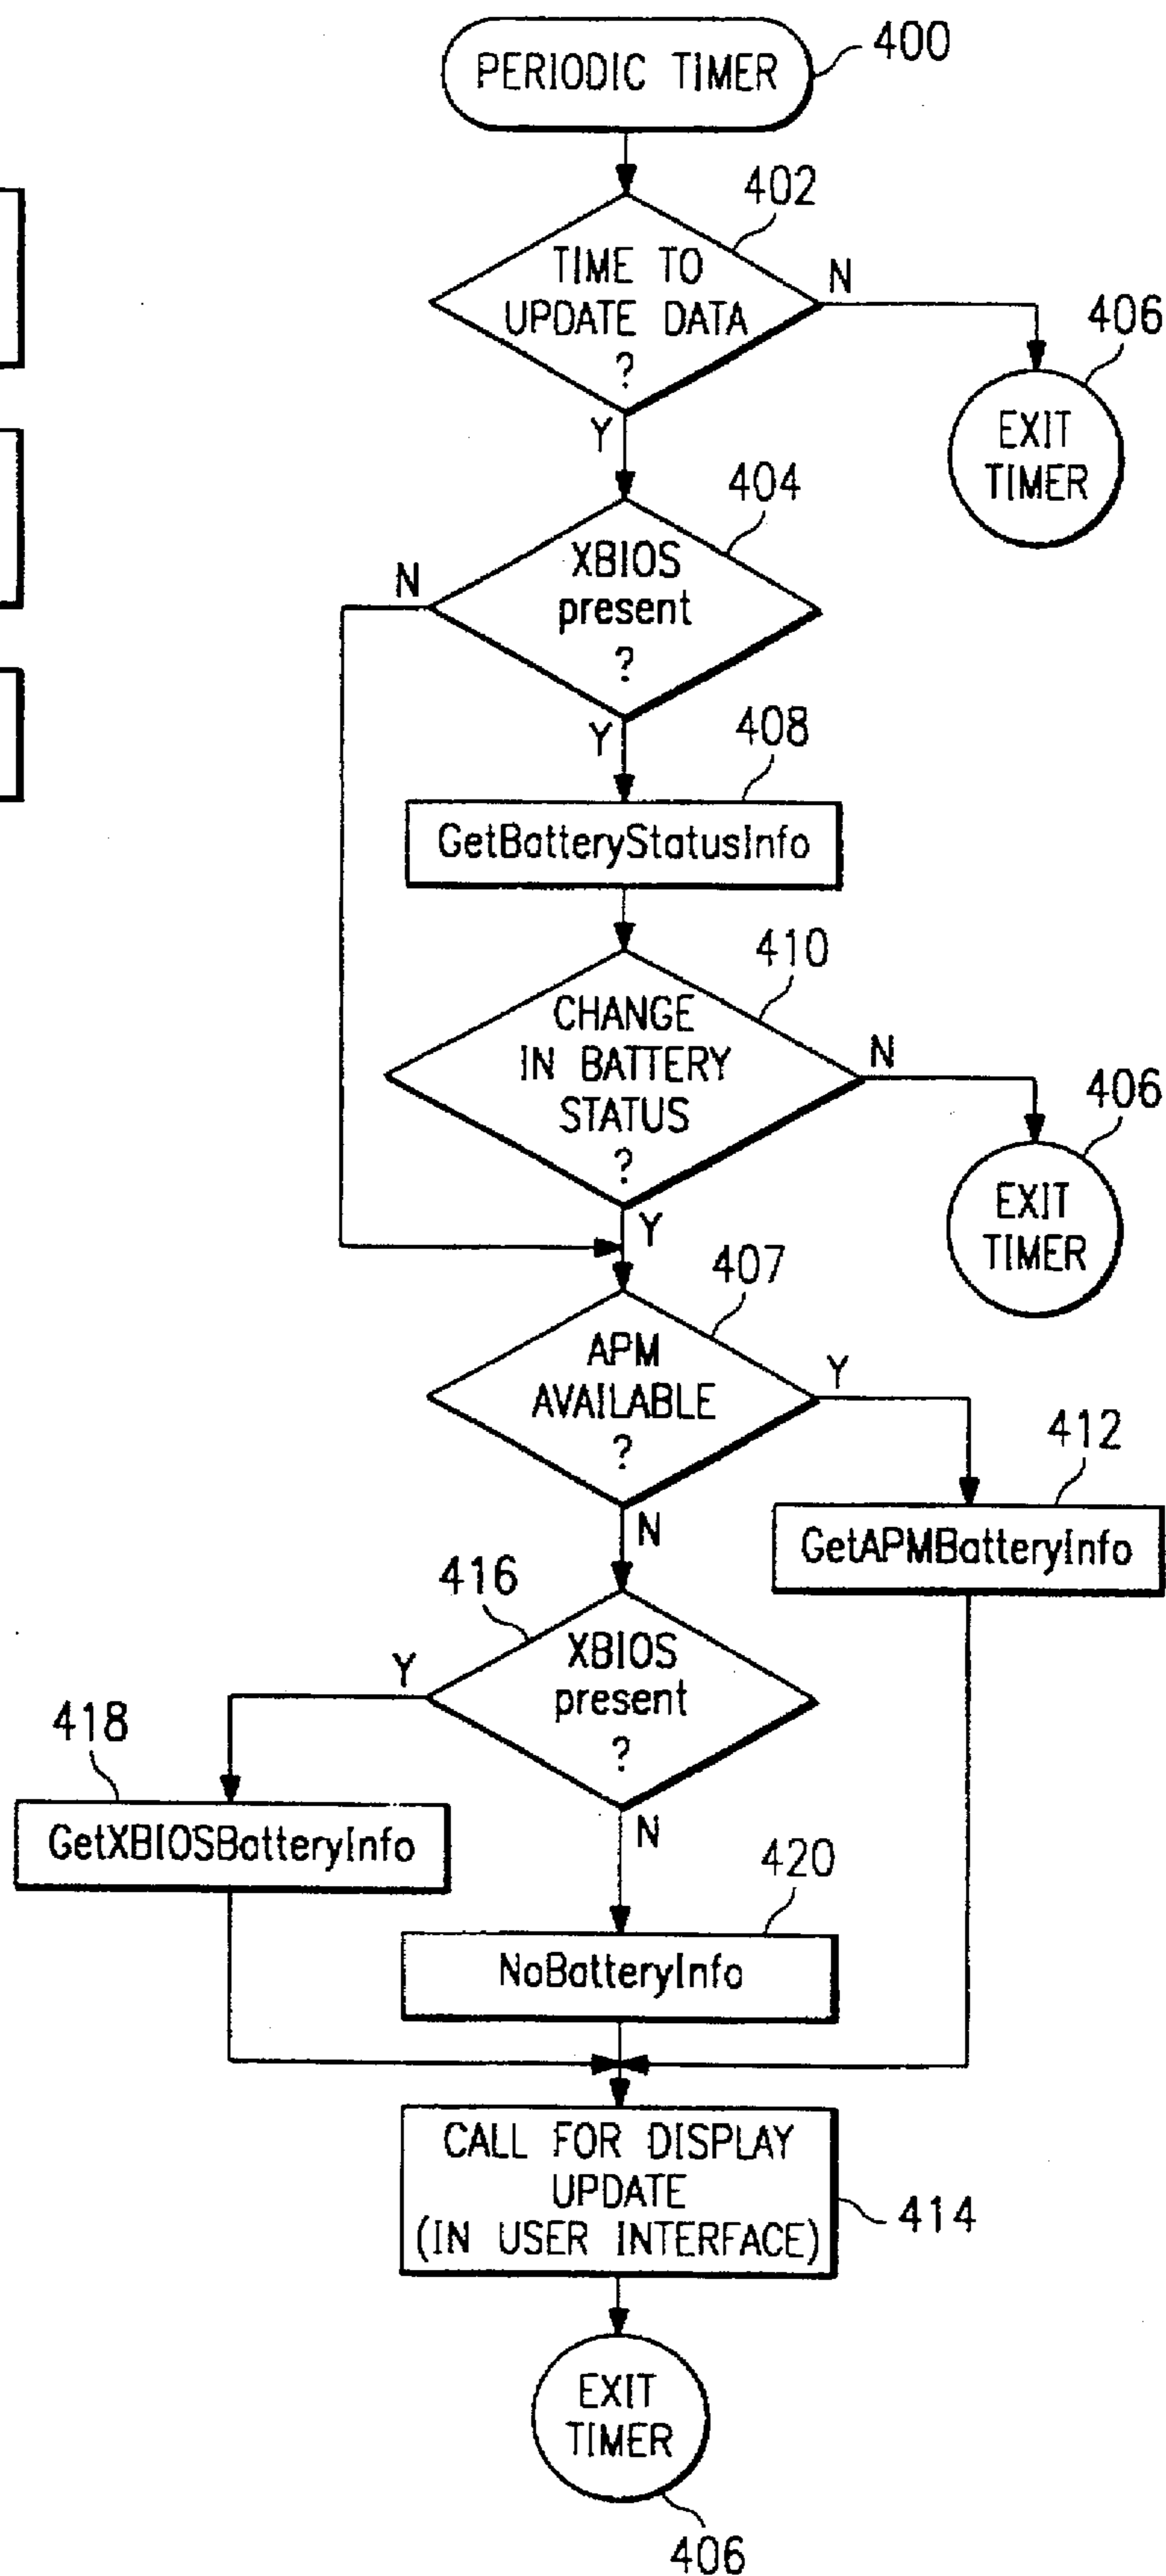 PERIODIC TIMER
400
402
TIME TO
UPDATE DATA
?
N
Y
406
EXIT
TIMER
404
XBIOS
present
?
N
Y
408
GetBatteryStatusInfo
410
CHANGE
IN BATTERY
STATUS
?
N
Y
406
EXIT
TIMER
407
APM
AVAILABLE
?
Y
N
412
GetAPMBatteryInfo
416
XBIOS
present
?
Y
N
418
GetXBIOSBatteryInfo
420
NoBatteryInfo
CALL FOR DISPLAY
UPDATE
(IN USER INTERFACE)
414
EXIT
TIMER
406